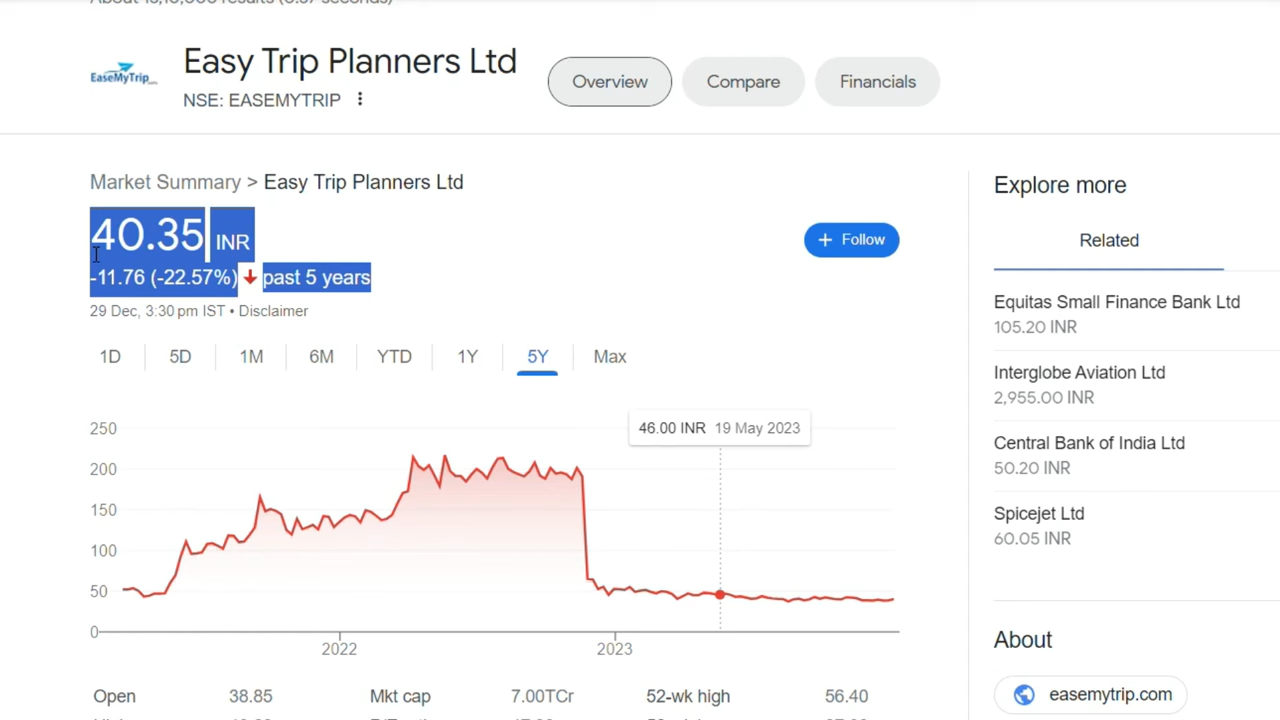 Easy Trip Planners Ltd
EaseMyTrip.com
NSE: EASEMYTRIP
Overview
Compare
Financials
Market Summary > Easy Trip Planners Ltd
40.35 INR
-11.76 (-22.57%) past 5 years
29 Dec, 3:30 pm IST • Disclaimer
+ Follow
1D
5D
1M
6M
YTD
1Y
5Y
Max
250
200
150
100
50
0
46.00 INR 19 May 2023
2022
2023
Open 38.85
Mkt cap 7.00TCr
52-wk high 56.40
Explore more
Related
Equitas Small Finance Bank Ltd
105.20 INR
Interglobe Aviation Ltd
2,955.00 INR
Central Bank of India Ltd
50.20 INR
Spicejet Ltd
60.05 INR
About
easemytrip.com